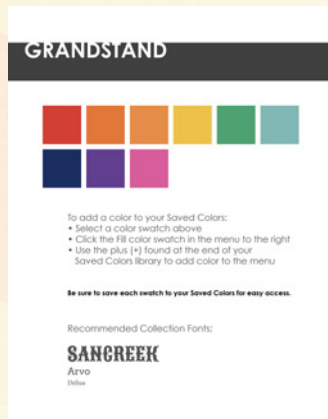 GRANDSTAND
To add a color to your Saved Colors:
• Select a color swatch above
• Click the Fill color swatch in the menu to the right
• Use the plus (+) found at the end of your
Saved Colors library to add color to the menu
Be sure to save each swatch to your Saved Colors for easy access.
Recommended Collection Fonts:
SANCREEK
Arvo
Delius